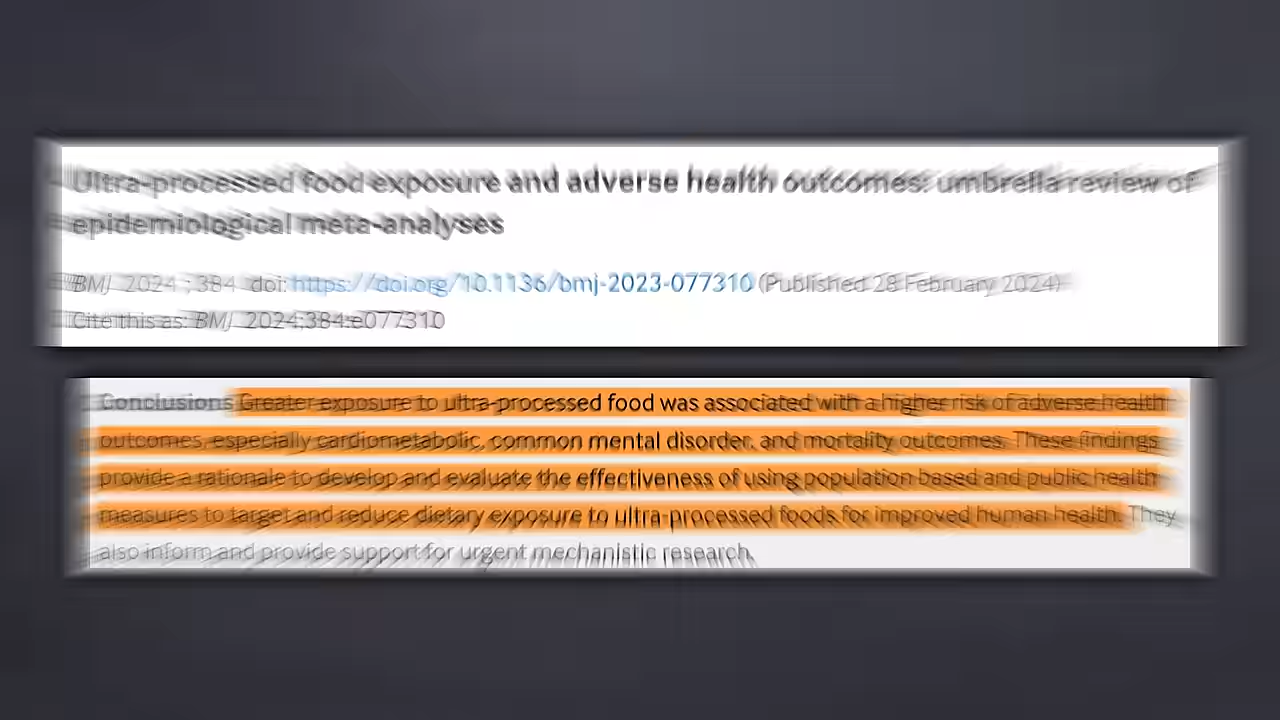 Ultra-processed food exposure and adverse health outcomes: umbrella review of
epidemiological meta-analyses
BMJ 2024 ; 384 doi: https://doi.org/10.1136/bmj-2023-077310 (Published 28 February 2024)
Cite this as: BMJ 2024;384:e077310
Conclusions Greater exposure to ultra-processed food was associated with a higher risk of adverse health
outcomes, especially cardiometabolic, common mental disorder, and mortality outcomes. These findings
provide a rationale to develop and evaluate the effectiveness of using population based and public health
measures to target and reduce dietary exposure to ultra-processed foods for improved human health. They
also inform and provide support for urgent mechanistic research.